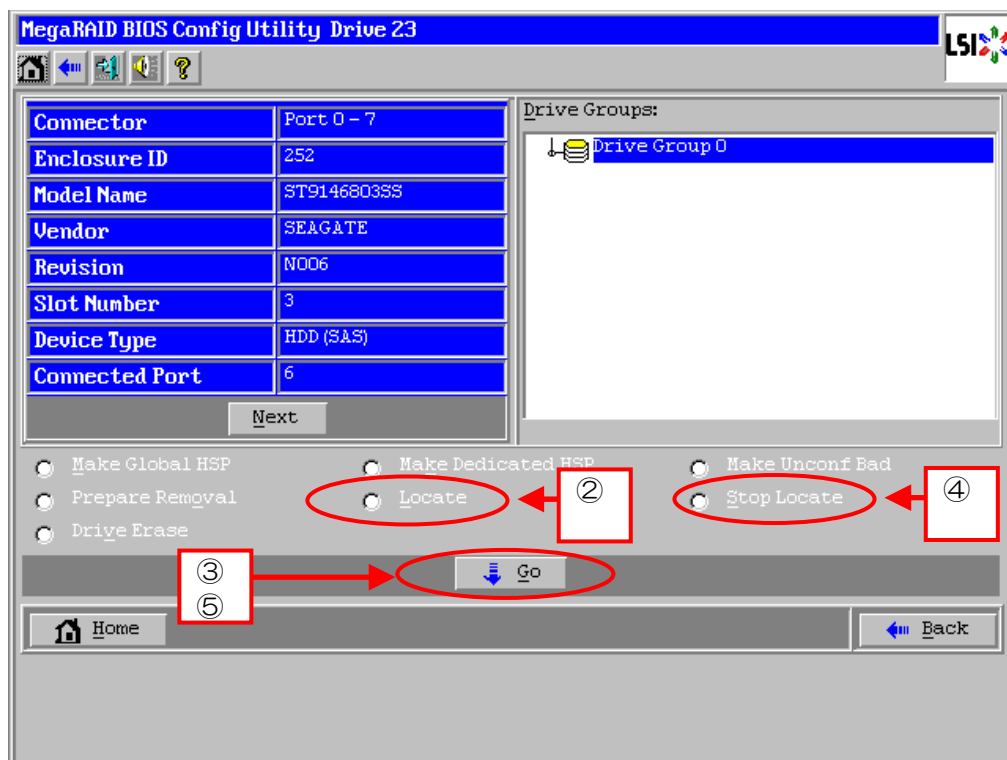 MegaRAID BIOS Config Utility Drive 23
LSI
Connector Port 0 - 7
Enclosure ID 252
Model Name ST9146803SS
Vendor SEAGATE
Revision N006
Slot Number 3
Device Type HDD (SAS)
Connected Port 6
Next
Drive Groups:
Drive Group 0
Make Global HSP Make Dedicated HSP Make Unconf Bad
Prepare Removal Locate ② Stop Locate ④
Drive Erase
③
⑤
Go
Home Back